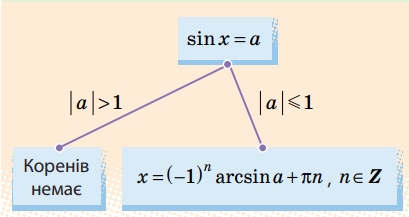 sin x = a
|a| > 1
|a| ⩽ 1
Коренів
немає
x = (−1)ⁿ arcsin a + πn , n ∈ Z